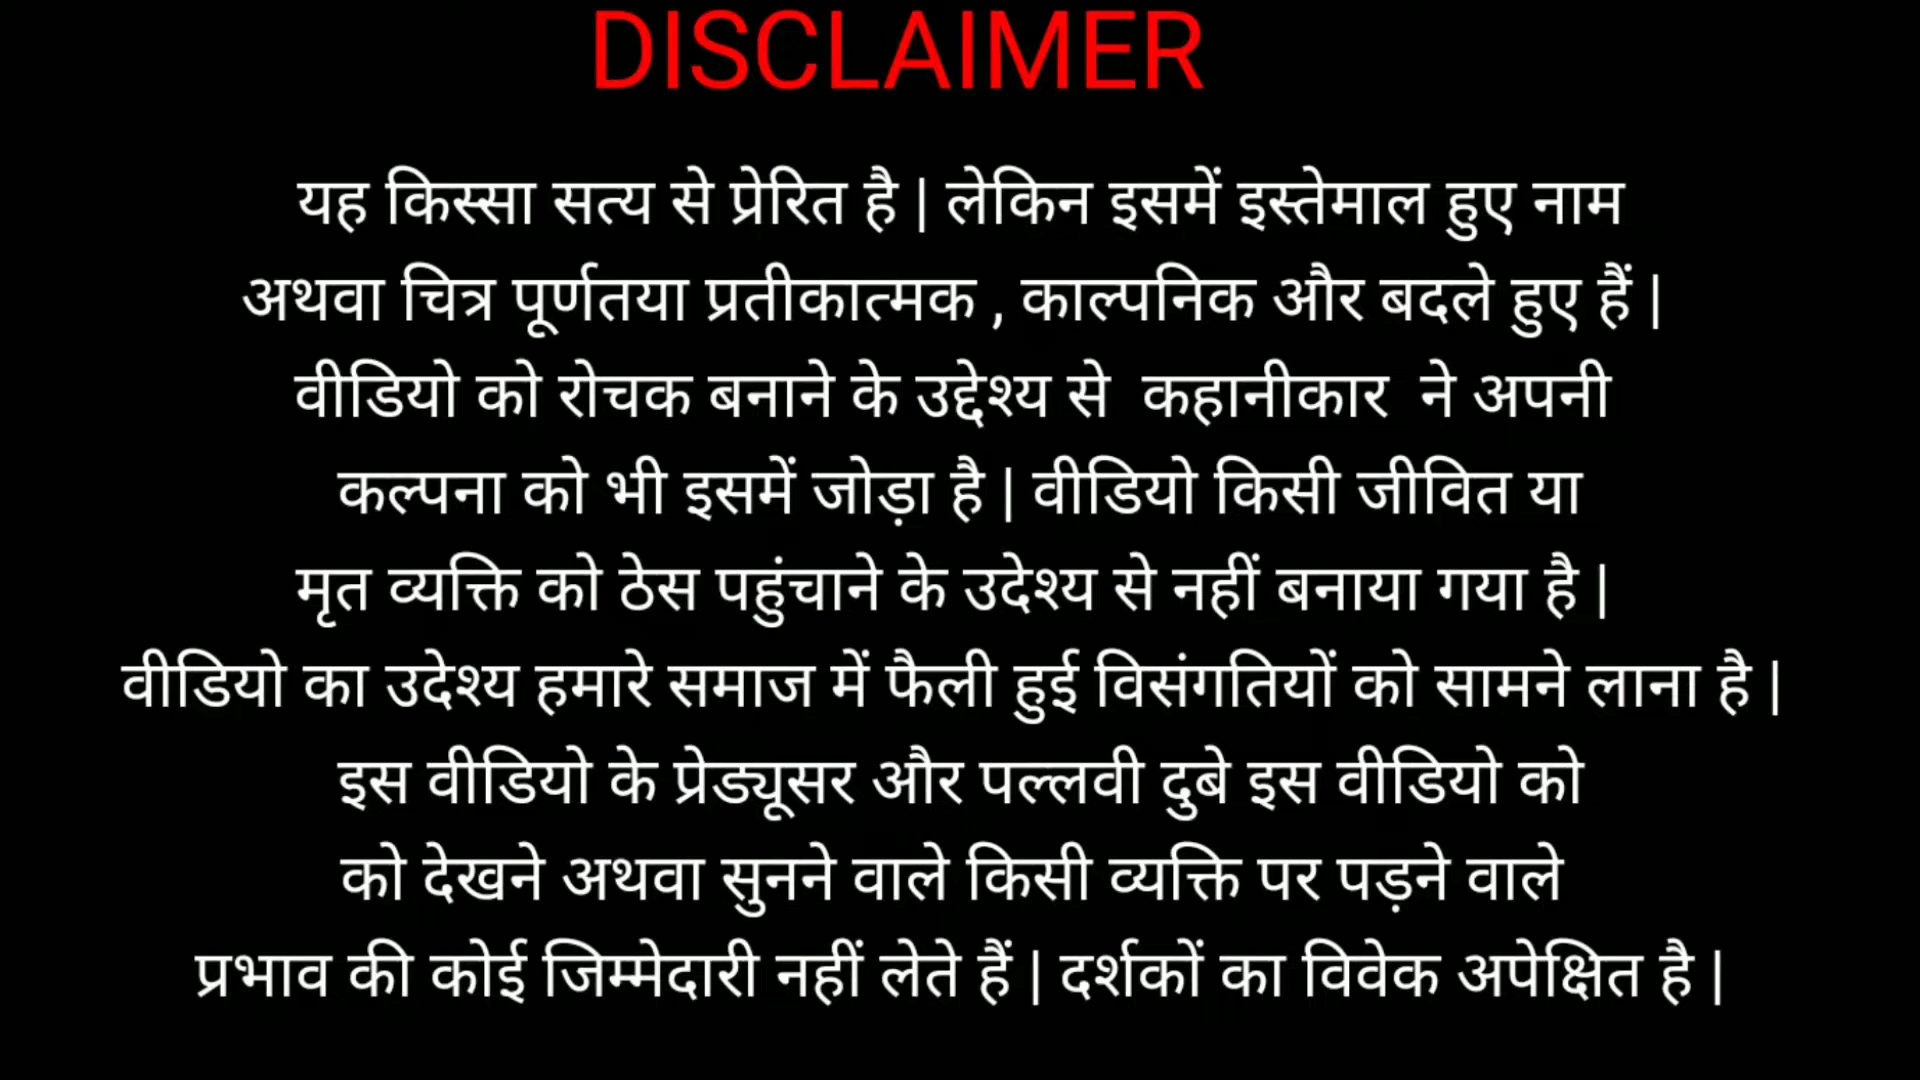 DISCLAIMER
यह किस्सा सत्य से प्रेरित है | लेकिन इसमें इस्तेमाल हुए नाम
अथवा चित्र पूर्णतया प्रतीकात्मक , काल्पनिक और बदले हुए हैं |
वीडियो को रोचक बनाने के उद्देश्य से कहानीकार ने अपनी
कल्पना को भी इसमें जोड़ा है | वीडियो किसी जीवित या
मृत व्यक्ति को ठेस पहुंचाने के उदेश्य से नहीं बनाया गया है |
वीडियो का उदेश्य हमारे समाज में फैली हुई विसंगतियों को सामने लाना है |
इस वीडियो के प्रेड्यूसर और पल्लवी दुबे इस वीडियो को
को देखने अथवा सुनने वाले किसी व्यक्ति पर पड़ने वाले
प्रभाव की कोई जिम्मेदारी नहीं लेते हैं | दर्शकों का विवेक अपेक्षित है |